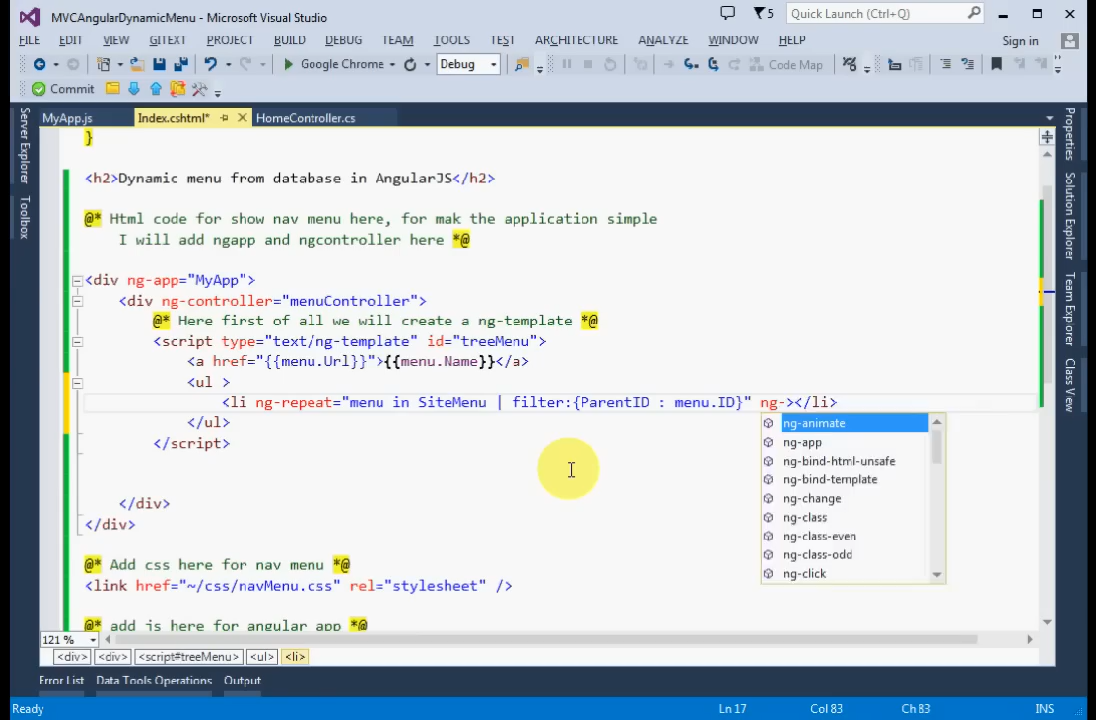 MVCAngularDynamicMenu - Microsoft Visual Studio
5
Quick Launch (Ctrl+Q)
FILE EDIT VIEW GITEXT PROJECT BUILD DEBUG TEAM TOOLS TEST ARCHITECTURE ANALYZE WINDOW HELP
Sign in
Google Chrome Debug Code Map
Commit
MyApp.js Index.cshtml* HomeController.cs
Server Explorer
Toolbox
Properties
Solution Explorer
Team Explorer
Class View
}
<h2>Dynamic menu from database in AngularJS</h2>
@* Html code for show nav menu here, for mak the application simple
I will add ngapp and ngcontroller here *@
<div ng-app="MyApp">
<div ng-controller="menuController">
@* Here first of all we will create a ng-template *@
<script type="text/ng-template" id="treeMenu">
<a href="{{menu.Url}}">{{menu.Name}}</a>
<ul >
<li ng-repeat="menu in SiteMenu | filter:{ParentID : menu.ID}" ng-></li>
</ul>
</script>
ng-animate
ng-app
ng-bind-html-unsafe
ng-bind-template
ng-change
ng-class
ng-class-even
ng-class-odd
ng-click
</div>
</div>
@* Add css here for nav menu *@
<link href="~/css/navMenu.css" rel="stylesheet" />
@* add is here for angular app *@
121 %
<div> <div> <script#treeMenu> <ul> <li>
Error List Data Tools Operations Output
Ready Ln 17 Col 83 Ch 83 INS